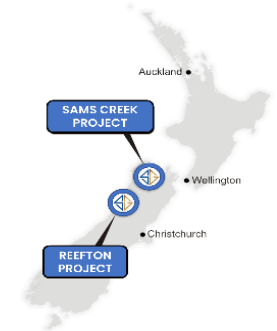 Auckland
SAMS CREEK
PROJECT
Wellington
Christchurch
REEFTON
PROJECT